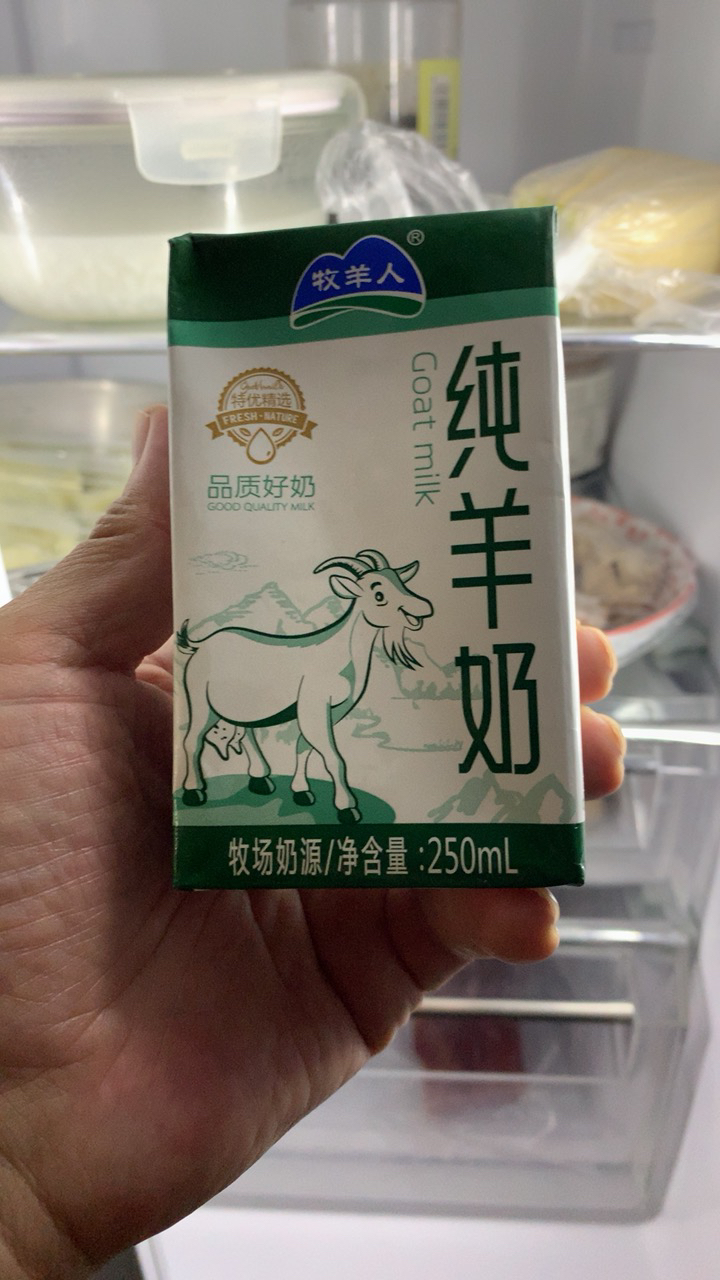 牧羊人®
纯羊奶
Goat milk
特优精选
FRESH·NATURE
品质好奶
GOOD QUALITY MILK
牧场奶源/净含量:250mL